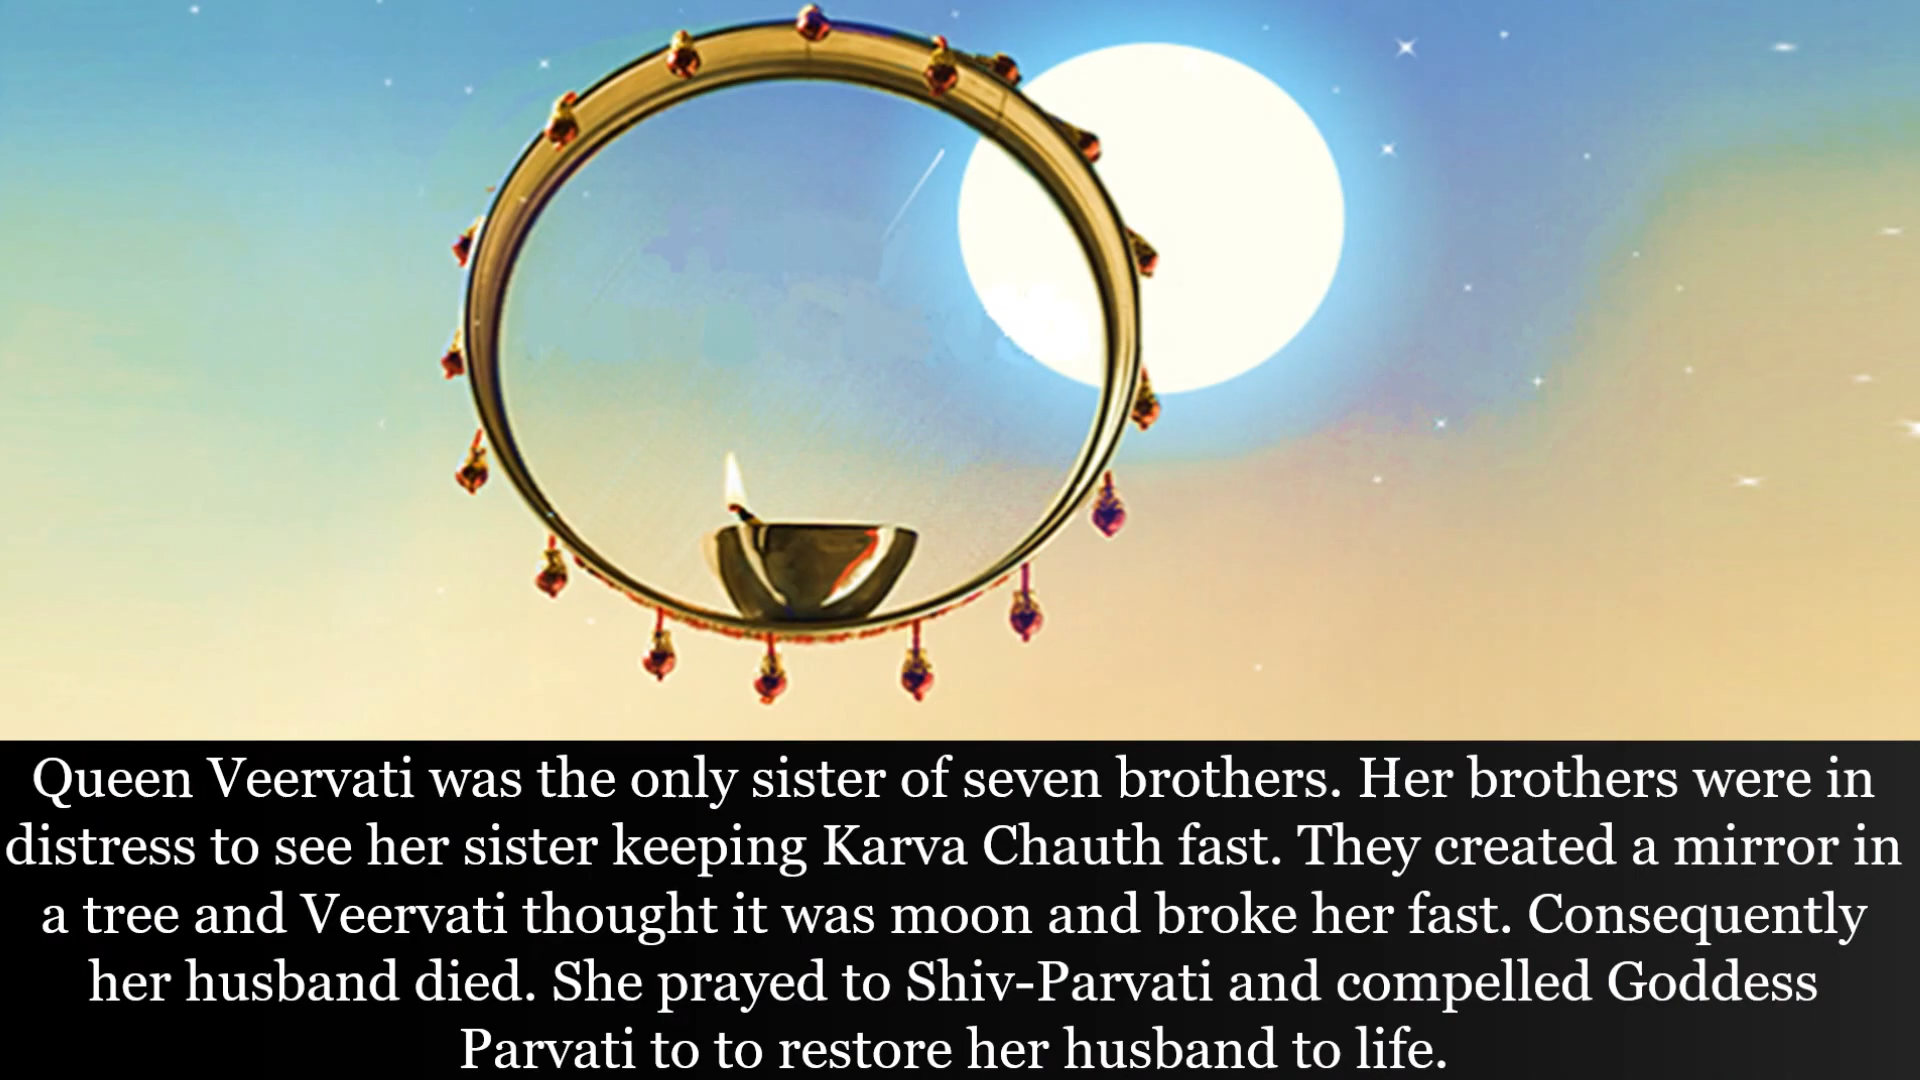 Queen Veervati was the only sister of seven brothers. Her brothers were in
distress to see her sister keeping Karva Chauth fast. They created a mirror in
a tree and Veervati thought it was moon and broke her fast. Consequently
her husband died. She prayed to Shiv-Parvati and compelled Goddess
Parvati to to restore her husband to life.